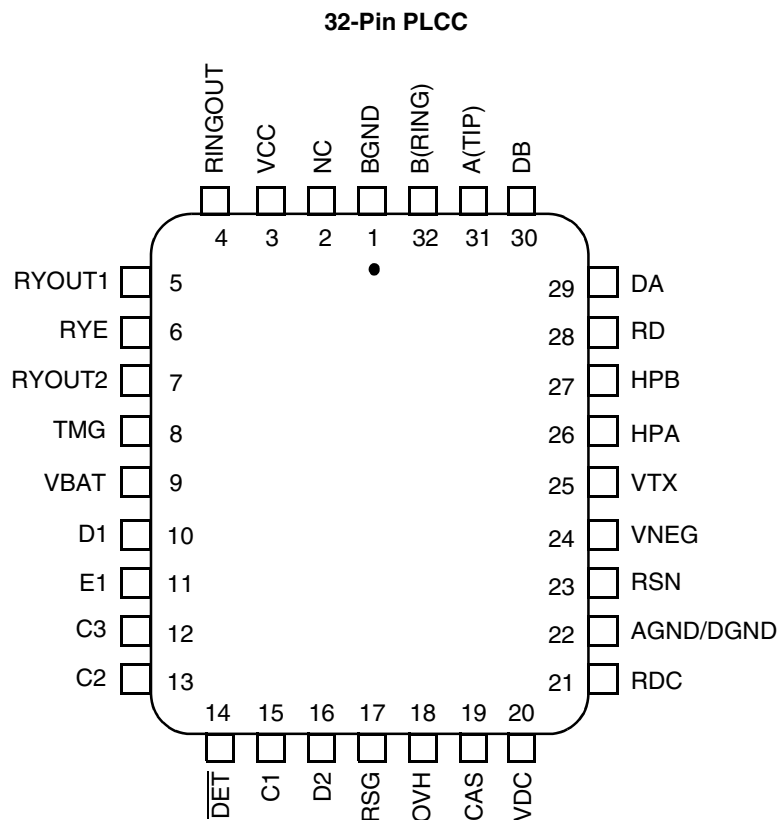 32-Pin PLCC
RINGOUT
VCC
NC
BGND
B(RING)
A(TIP)
DB
4 3 2 1 32 31 30
RYOUT1 5
RYE 6
RYOUT2 7
TMG 8
VBAT 9
D1 10
E1 11
C3 12
C2 13
29 DA
28 RD
27 HPB
26 HPA
25 VTX
24 VNEG
23 RSN
22 AGND/DGND
21 RDC
14 15 16 17 18 19 20
DET
C1
D2
RSG
OVH
CAS
VDC